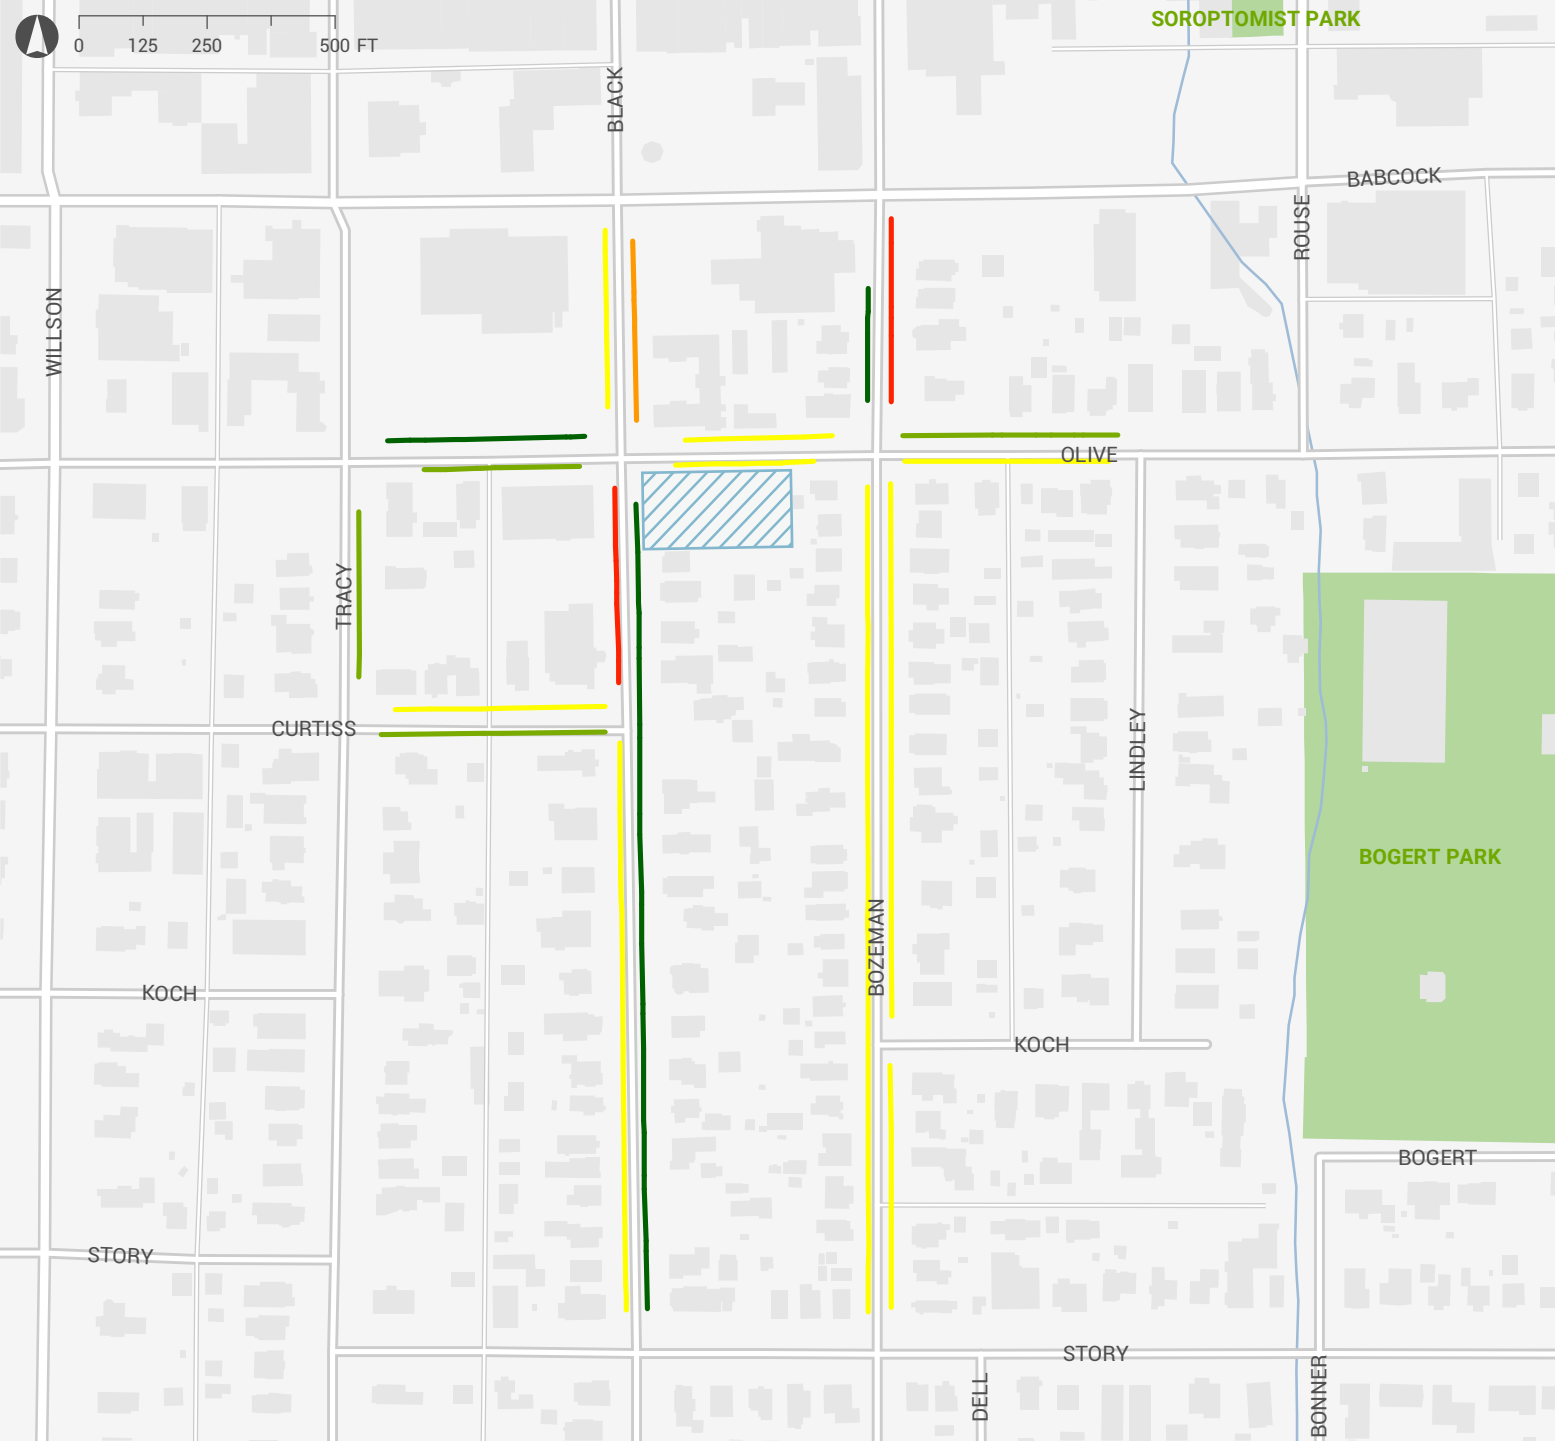 SOROPTOMIST PARK
0 125 250 500 FT
BLACK
BABCOCK
ROUSE
WILLSON
OLIVE
TRACY
CURTISS
LINDLEY
BOGERT PARK
BOZEMAN
KOCH
KOCH
BOGERT
STORY
STORY
DELL
BONNER